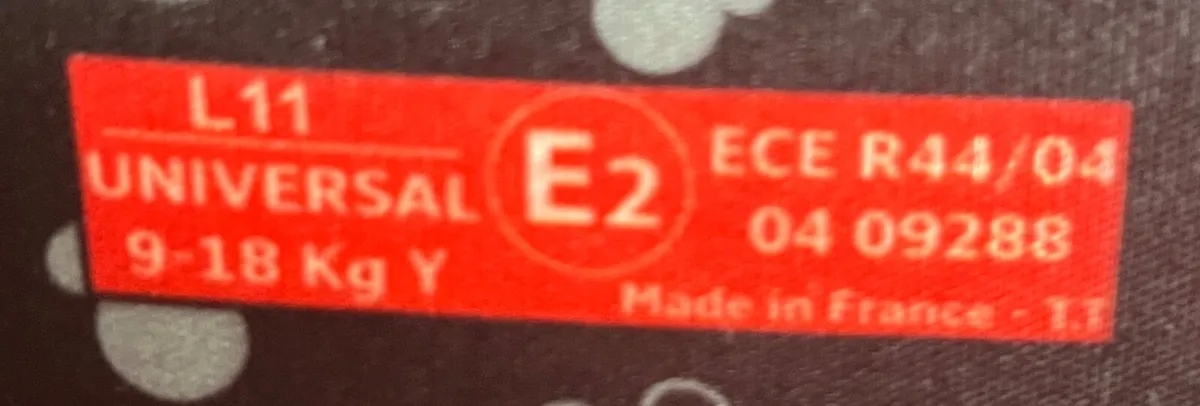 L11
UNIVERSAL
9-18 Kg Y
E2
ECE R44/04
04 09288
Made in France - T.T